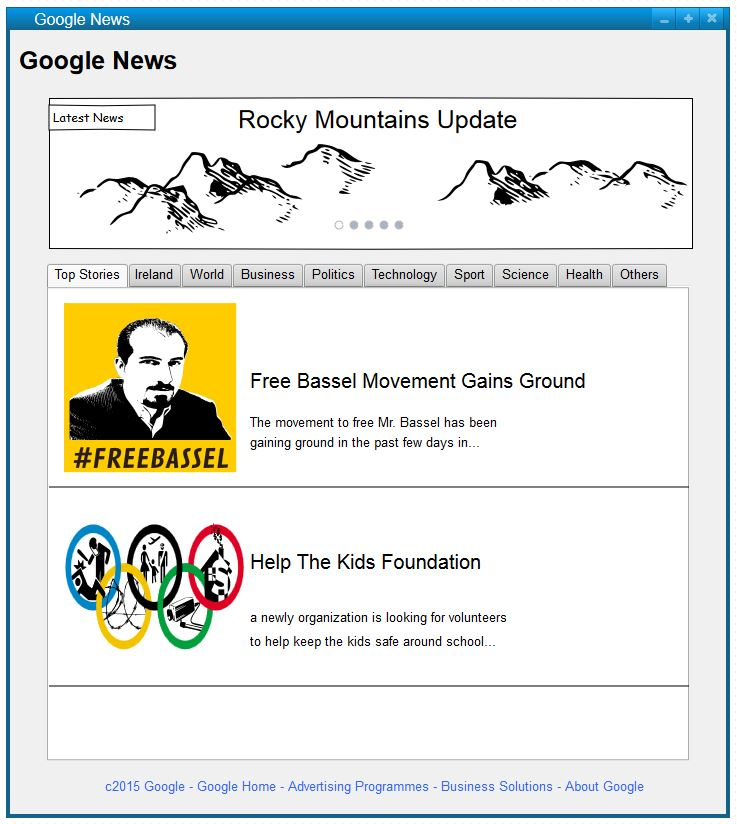 Google News
Google News
Latest News
Rocky Mountains Update
Top Stories Ireland World Business Politics Technology Sport Science Health Others
#FREEBASSEL
Free Bassel Movement Gains Ground
The movement to free Mr. Bassel has been
gaining ground in the past few days in...
Help The Kids Foundation
a newly organization is looking for volunteers
to help keep the kids safe around school...
c2015 Google - Google Home - Advertising Programmes - Business Solutions - About Google